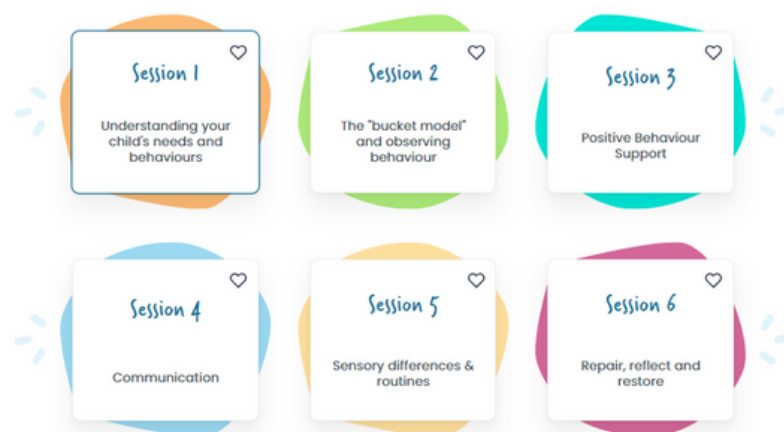 Session 1
Understanding your
child's needs and
behaviours
Session 2
The "bucket model"
and observing
behaviour
Session 3
Positive Behaviour
Support
Session 4
Communication
Session 5
Sensory differences &
routines
Session 6
Repair, reflect and
restore